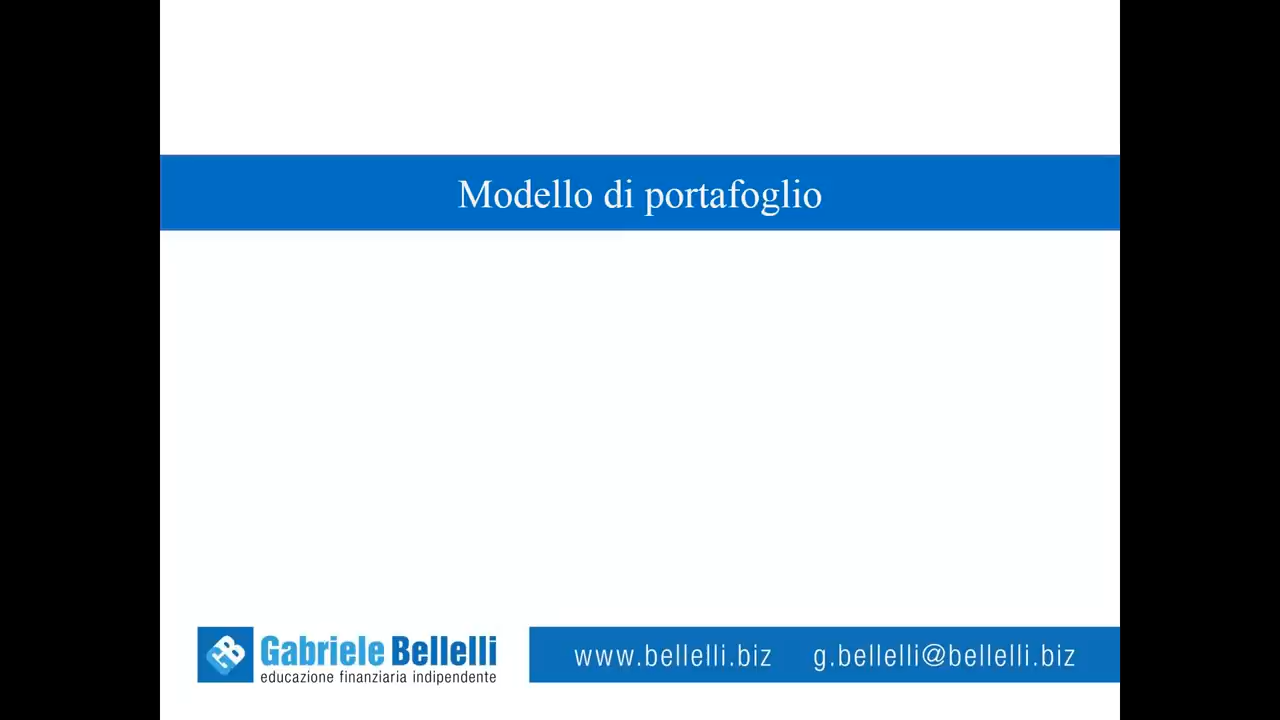 Modello di portafoglio
Gabriele Bellelli
educazione finanziaria indipendente
www.bellelli.biz g.bellelli@bellelli.biz